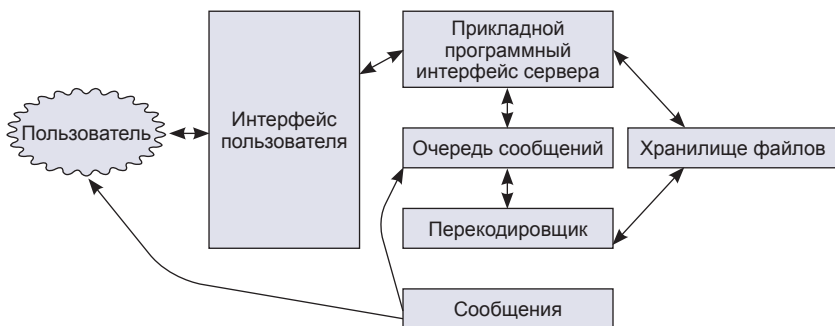 Пользователь
Интерфейс
пользователя
Прикладной
программный
интерфейс сервера
Очередь сообщений
Хранилище файлов
Перекодировщик
Сообщения